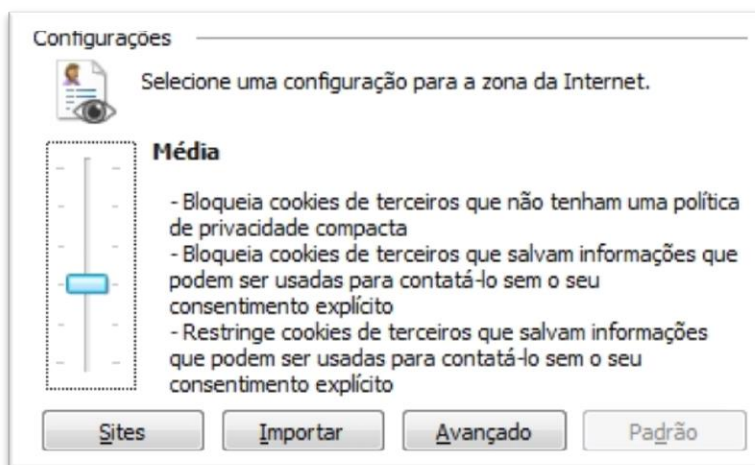 Configurações
Selecione uma configuração para a zona da Internet.
Média
- Bloqueia cookies de terceiros que não tenham uma política
de privacidade compacta
- Bloqueia cookies de terceiros que salvam informações que
podem ser usadas para contatá-lo sem o seu
consentimento explícito
- Restringe cookies de terceiros que salvam informações
que podem ser usadas para contatá-lo sem o seu
consentimento explícito
Sites Importar Avançado Padrão